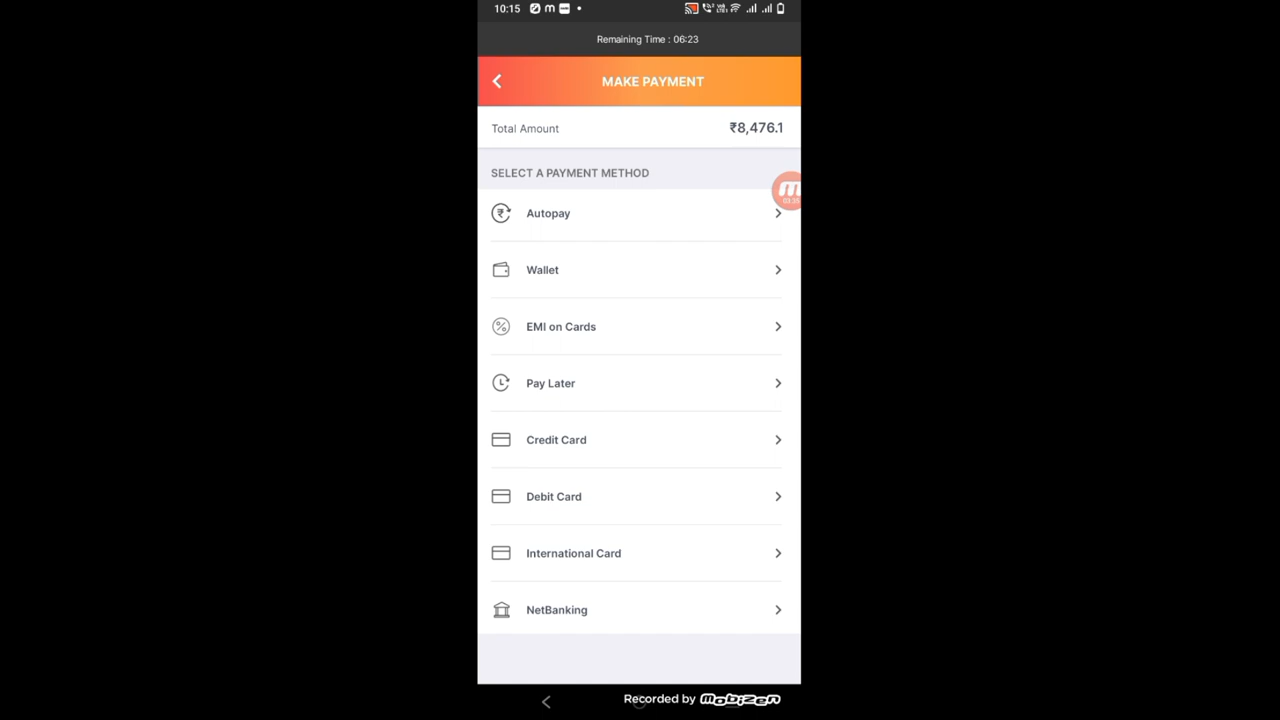 10:15
Remaining Time : 06:23
MAKE PAYMENT
Total Amount ₹8,476.1
SELECT A PAYMENT METHOD
Autopay
Wallet
EMI on Cards
Pay Later
Credit Card
Debit Card
International Card
NetBanking
Recorded by mobizen